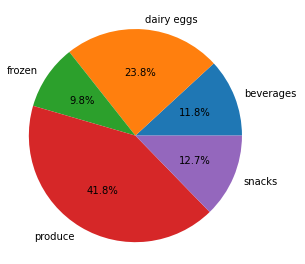 dairy eggs
frozen
23.8%
beverages
9.8%
11.8%
12.7%
snacks
41.8%
produce